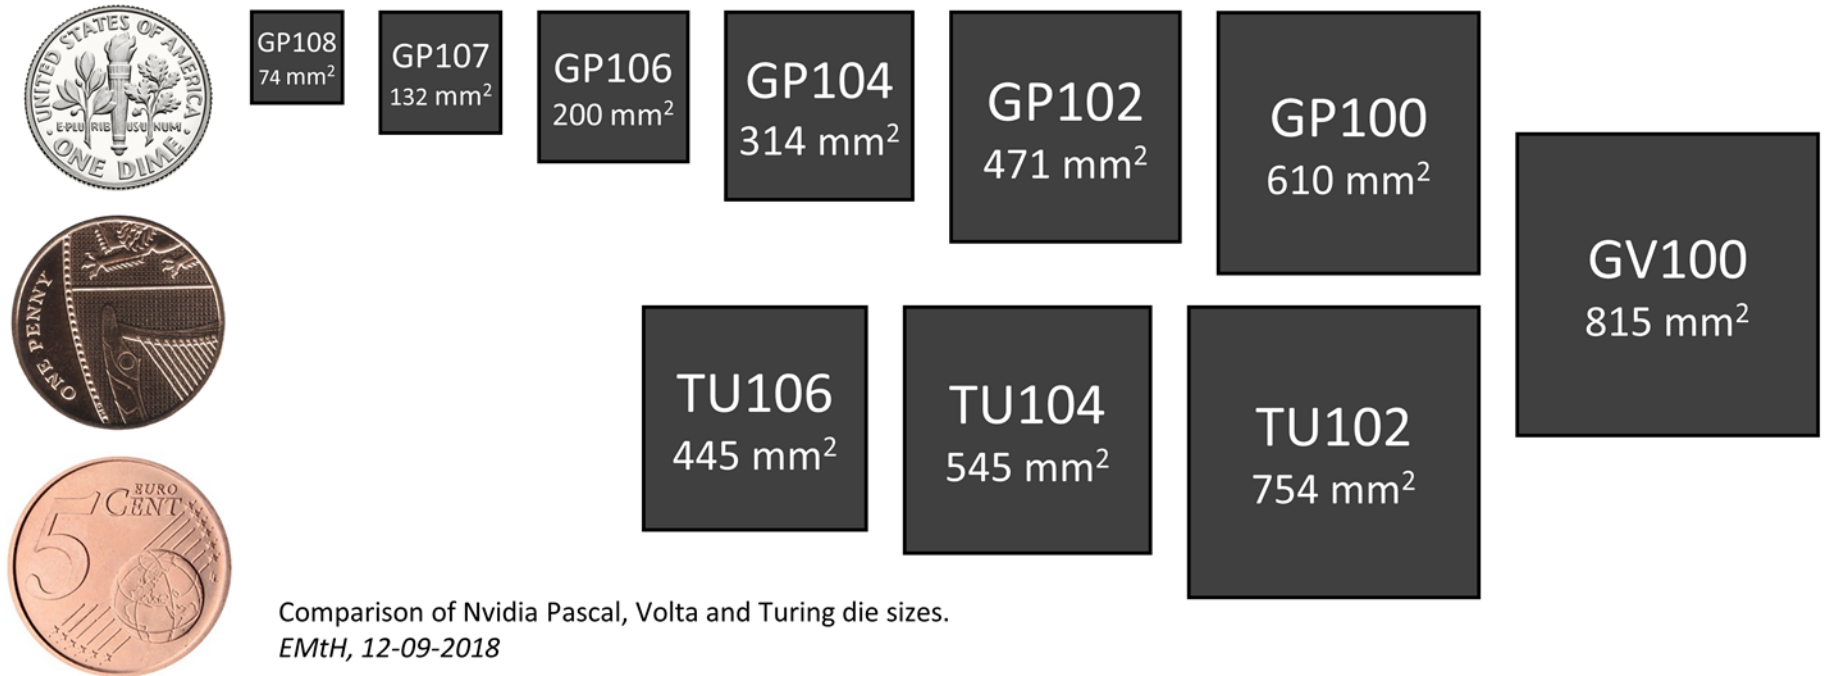 UNITED STATES OF AMERICA
E·PLURIBUS UNUM
ONE DIME
ONE PENNY
5
EURO
CENT
GP108
74 mm²
GP107
132 mm²
GP106
200 mm²
GP104
314 mm²
GP102
471 mm²
GP100
610 mm²
GV100
815 mm²
TU106
445 mm²
TU104
545 mm²
TU102
754 mm²
Comparison of Nvidia Pascal, Volta and Turing die sizes.
EMtH, 12-09-2018